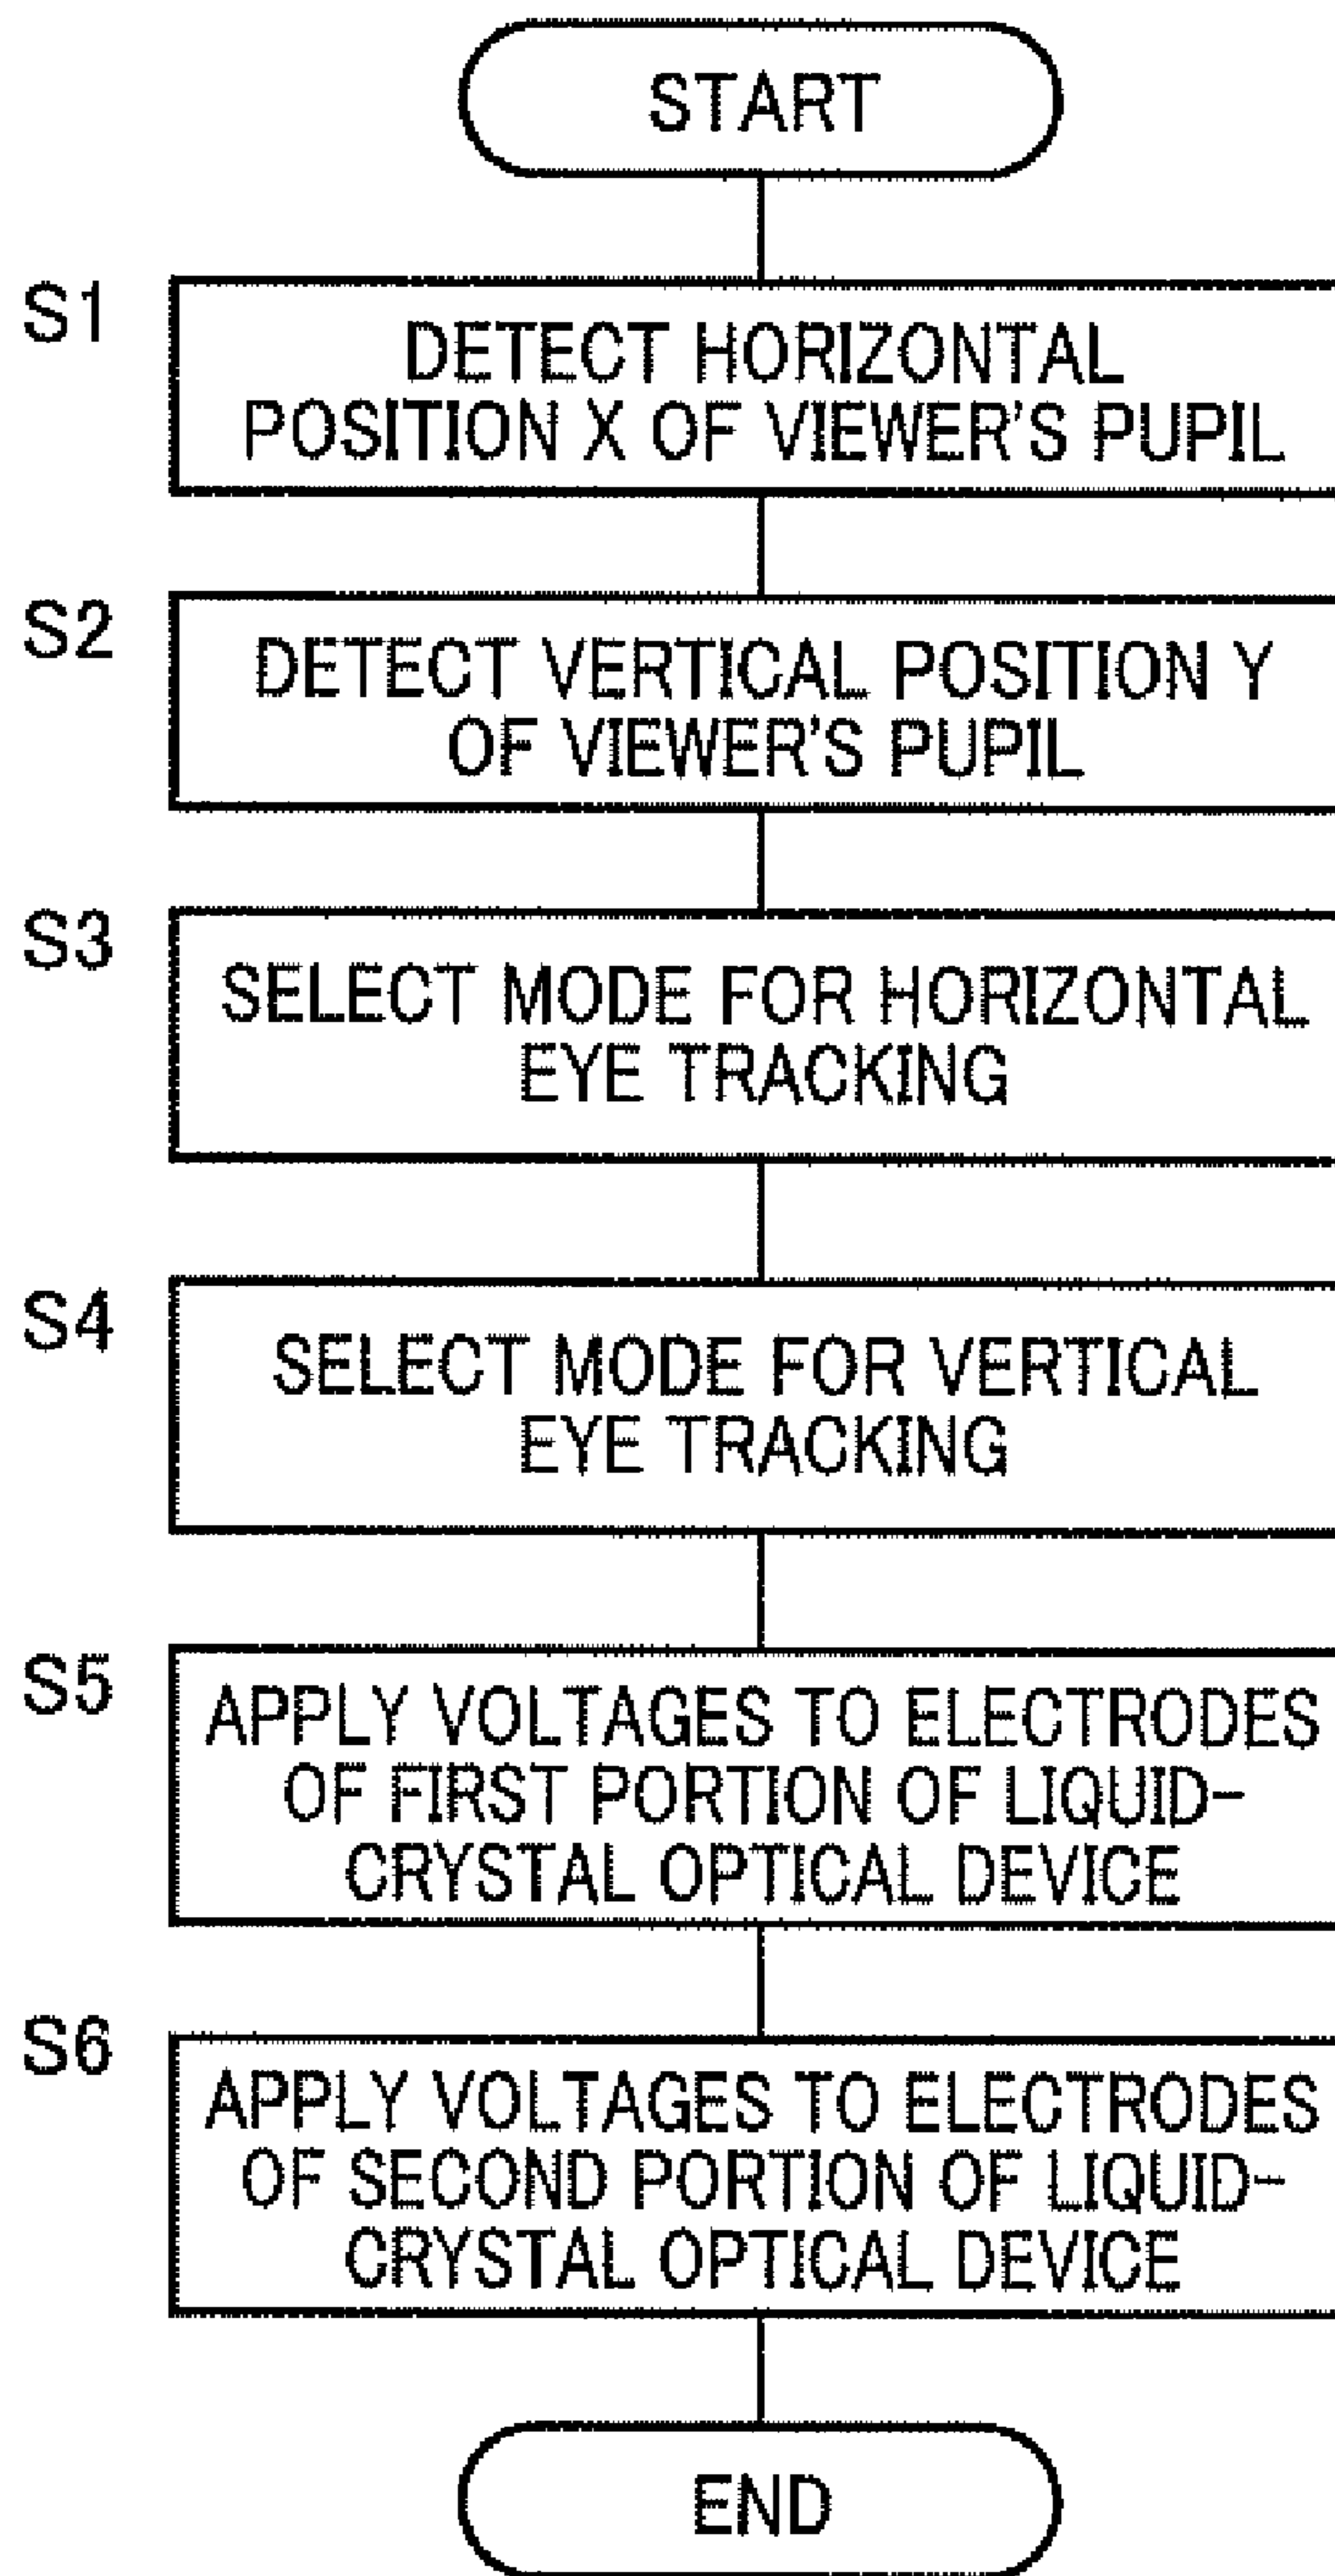 START
S1
DETECT HORIZONTAL
POSITION X OF VIEWER'S PUPIL
S2
DETECT VERTICAL POSITION Y
OF VIEWER'S PUPIL
S3
SELECT MODE FOR HORIZONTAL
EYE TRACKING
S4
SELECT MODE FOR VERTICAL
EYE TRACKING
S5
APPLY VOLTAGES TO ELECTRODES
OF FIRST PORTION OF LIQUID-
CRYSTAL OPTICAL DEVICE
S6
APPLY VOLTAGES TO ELECTRODES
OF SECOND PORTION OF LIQUID-
CRYSTAL OPTICAL DEVICE
END